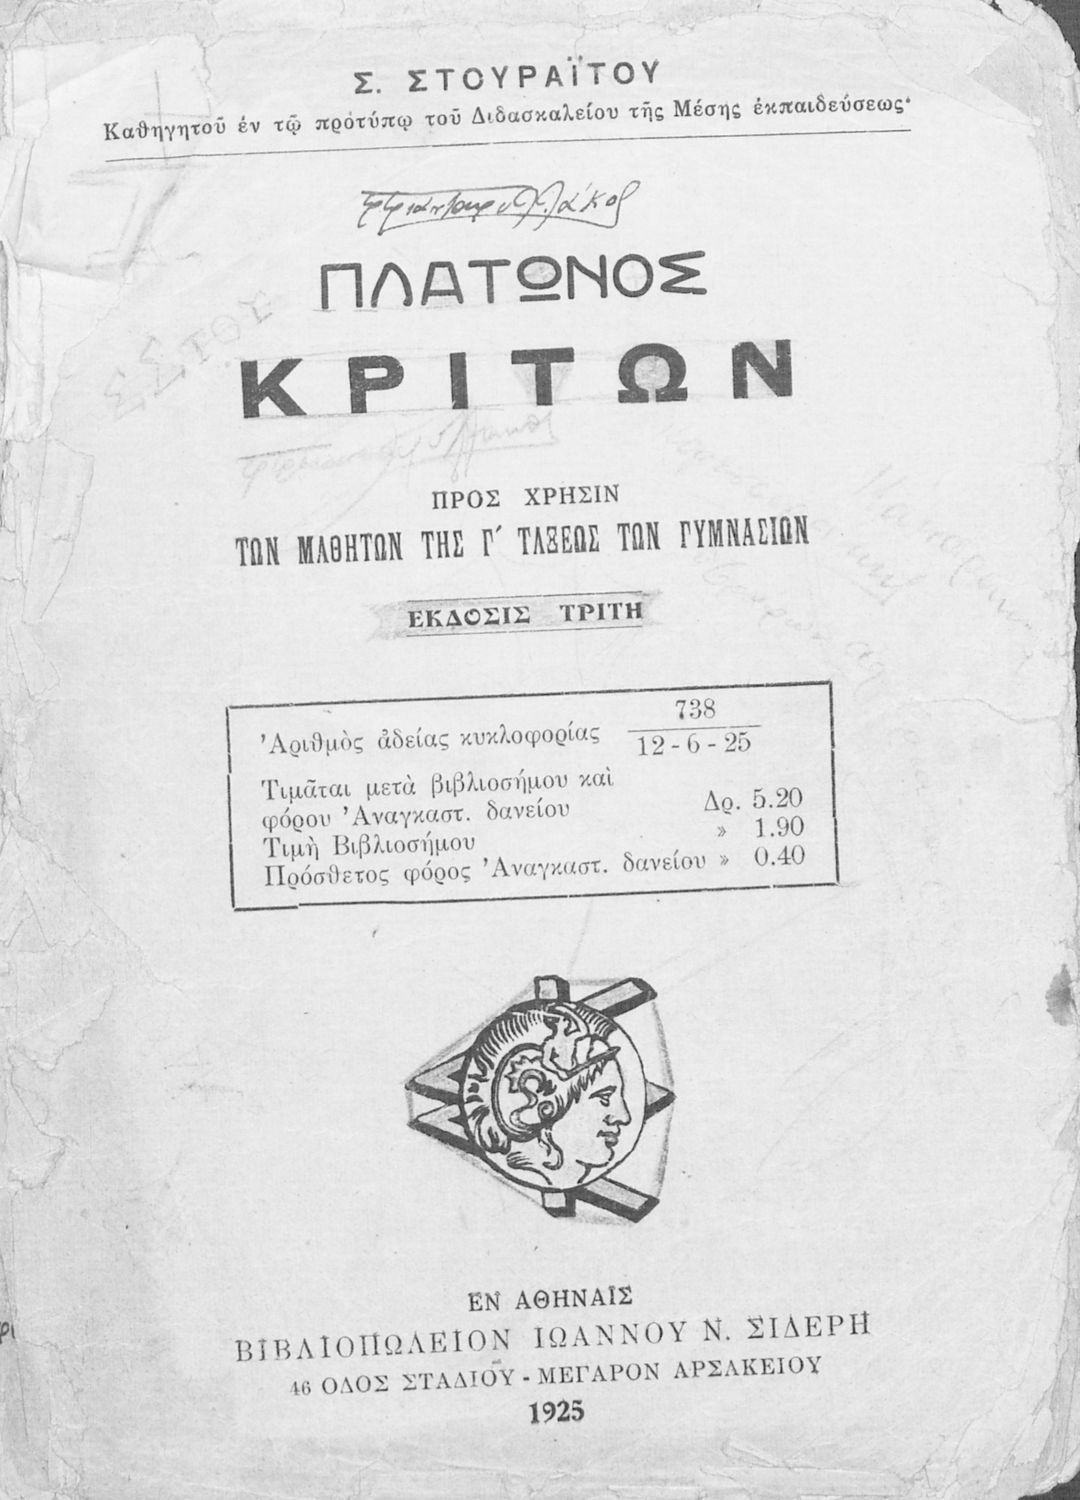 Σ. ΣΤΟΥΡΑΪΤΟΥ
Καθηγητοῦ ἐν τῷ προτύπῳ τοῦ Διδασκαλείου τῆς Μέσης ἐκπαιδεύσεως·
ΠΛΑΤΩΝΟΣ
ΚΡΙΤΩΝ
ΠΡΟΣ ΧΡΗΣΙΝ
ΤΩΝ ΜΑΘΗΤΩΝ ΤΗΣ Γ΄ ΤΑΞΕΩΣ ΤΩΝ ΓΥΜΝΑΣΙΩΝ
ΕΚΔΟΣΙΣ ΤΡΙΤΗ
Ἀριθμὸς ἀδείας κυκλοφορίας 738
12 - 6 - 25
Τιμᾶται μετὰ βιβλιοσήμου καὶ
φόρου Ἀναγκαστ. δανείου Δρ. 5.20
Τιμὴ Βιβλιοσήμου » 1.90
Πρόσθετος φόρος Ἀναγκαστ. δανείου » 0.40
ΕΝ ΑΘΗΝΑΙΣ
ΒΙΒΛΙΟΠΩΛΕΙΟΝ ΙΩΑΝΝΟΥ Ν. ΣΙΔΕΡΗ
46 ΟΔΟΣ ΣΤΑΔΙΟΥ - ΜΕΓΑΡΟΝ ΑΡΣΑΚΕΙΟΥ
1925